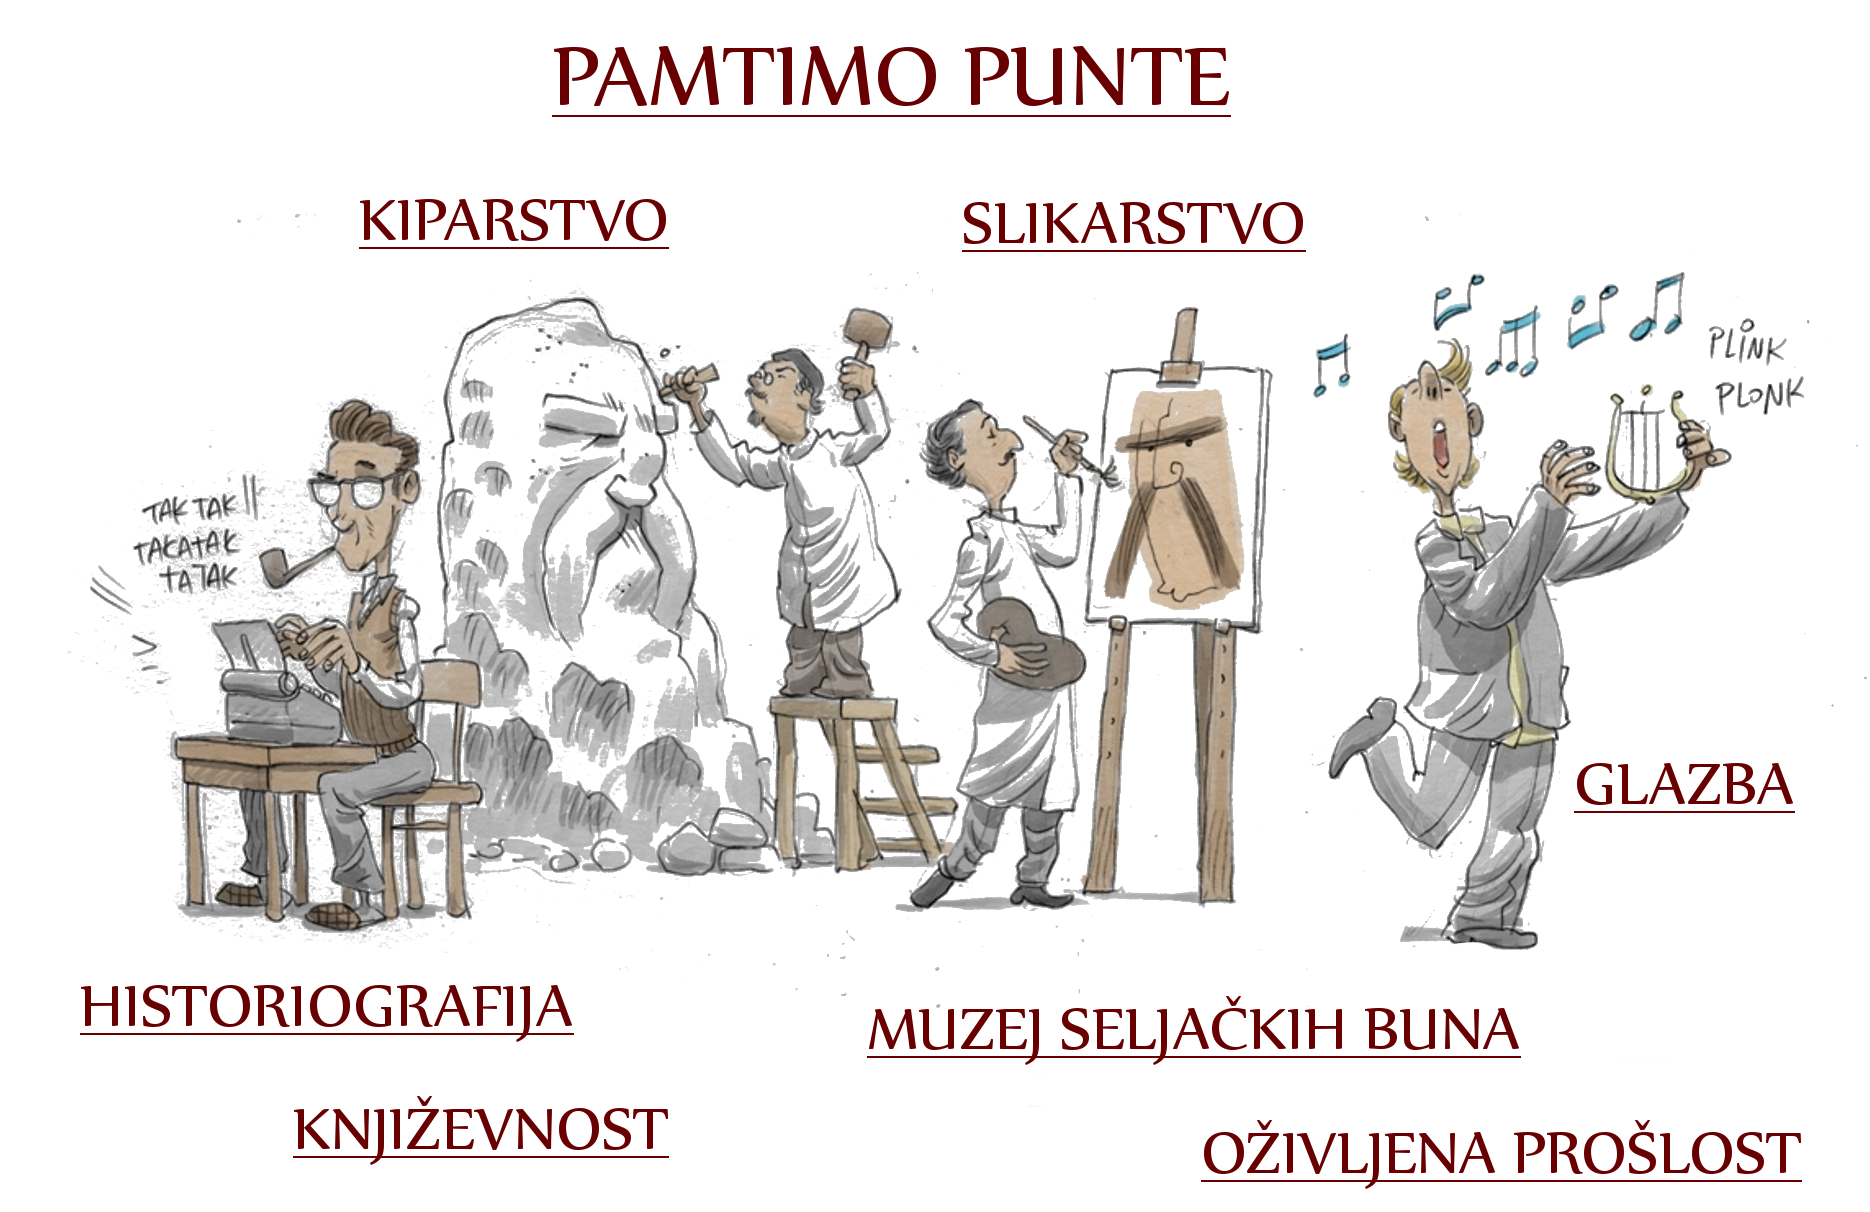 PAMTIMO PUNTE
KIPARSTVO
SLIKARSTVO
PLINK
PLONK
TAK TAK
TAKATAK
TATAK
GLAZBA
HISTORIOGRAFIJA
MUZEJ SELJAČKIH BUNA
KNJIŽEVNOST
OŽIVLJENA PROŠLOST